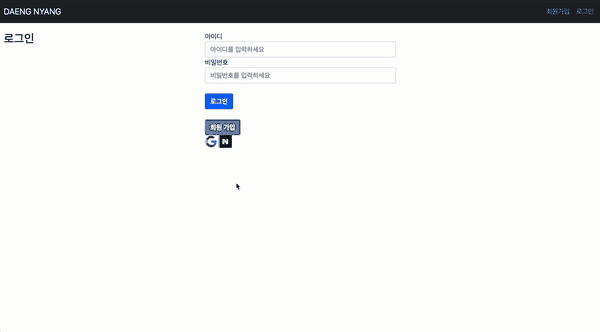 DAENG NYANG
회원가입 로그인
로그인
아이디
아이디를 입력하세요
비밀번호
비밀번호를 입력하세요
로그인
회원 가입
G N